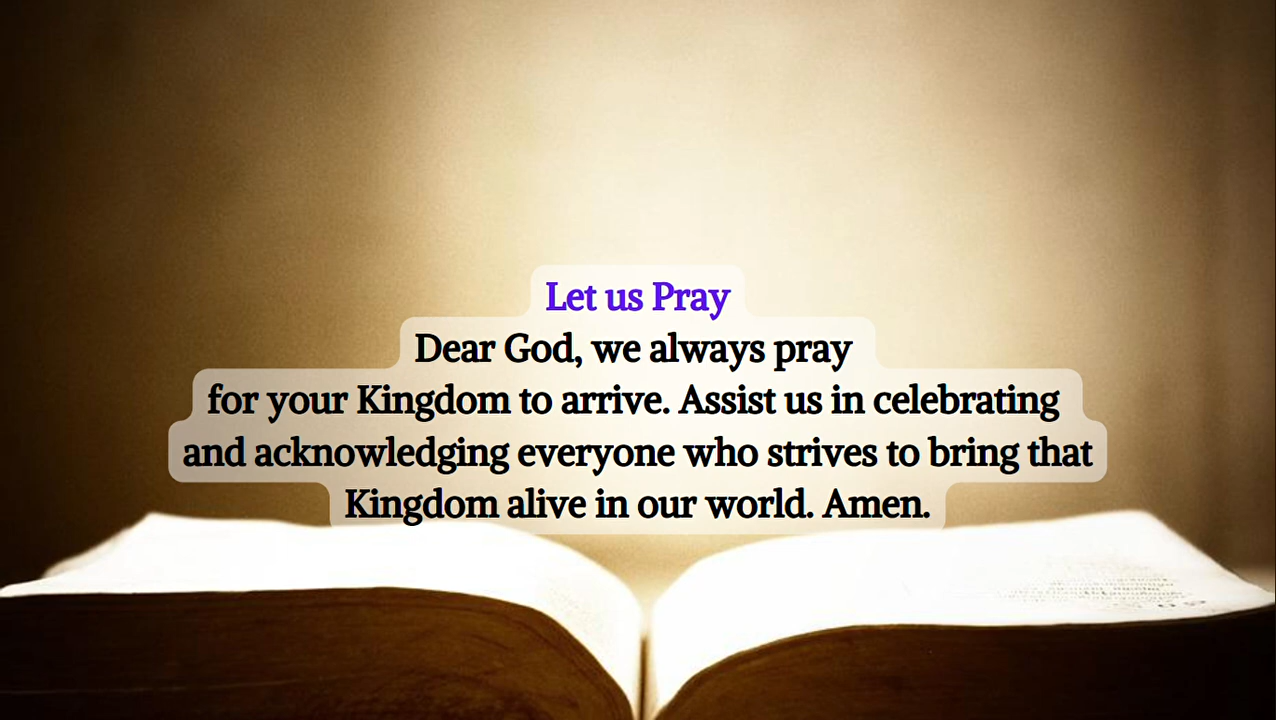 Let us Pray
Dear God, we always pray
for your Kingdom to arrive. Assist us in celebrating
and acknowledging everyone who strives to bring that
Kingdom alive in our world. Amen.